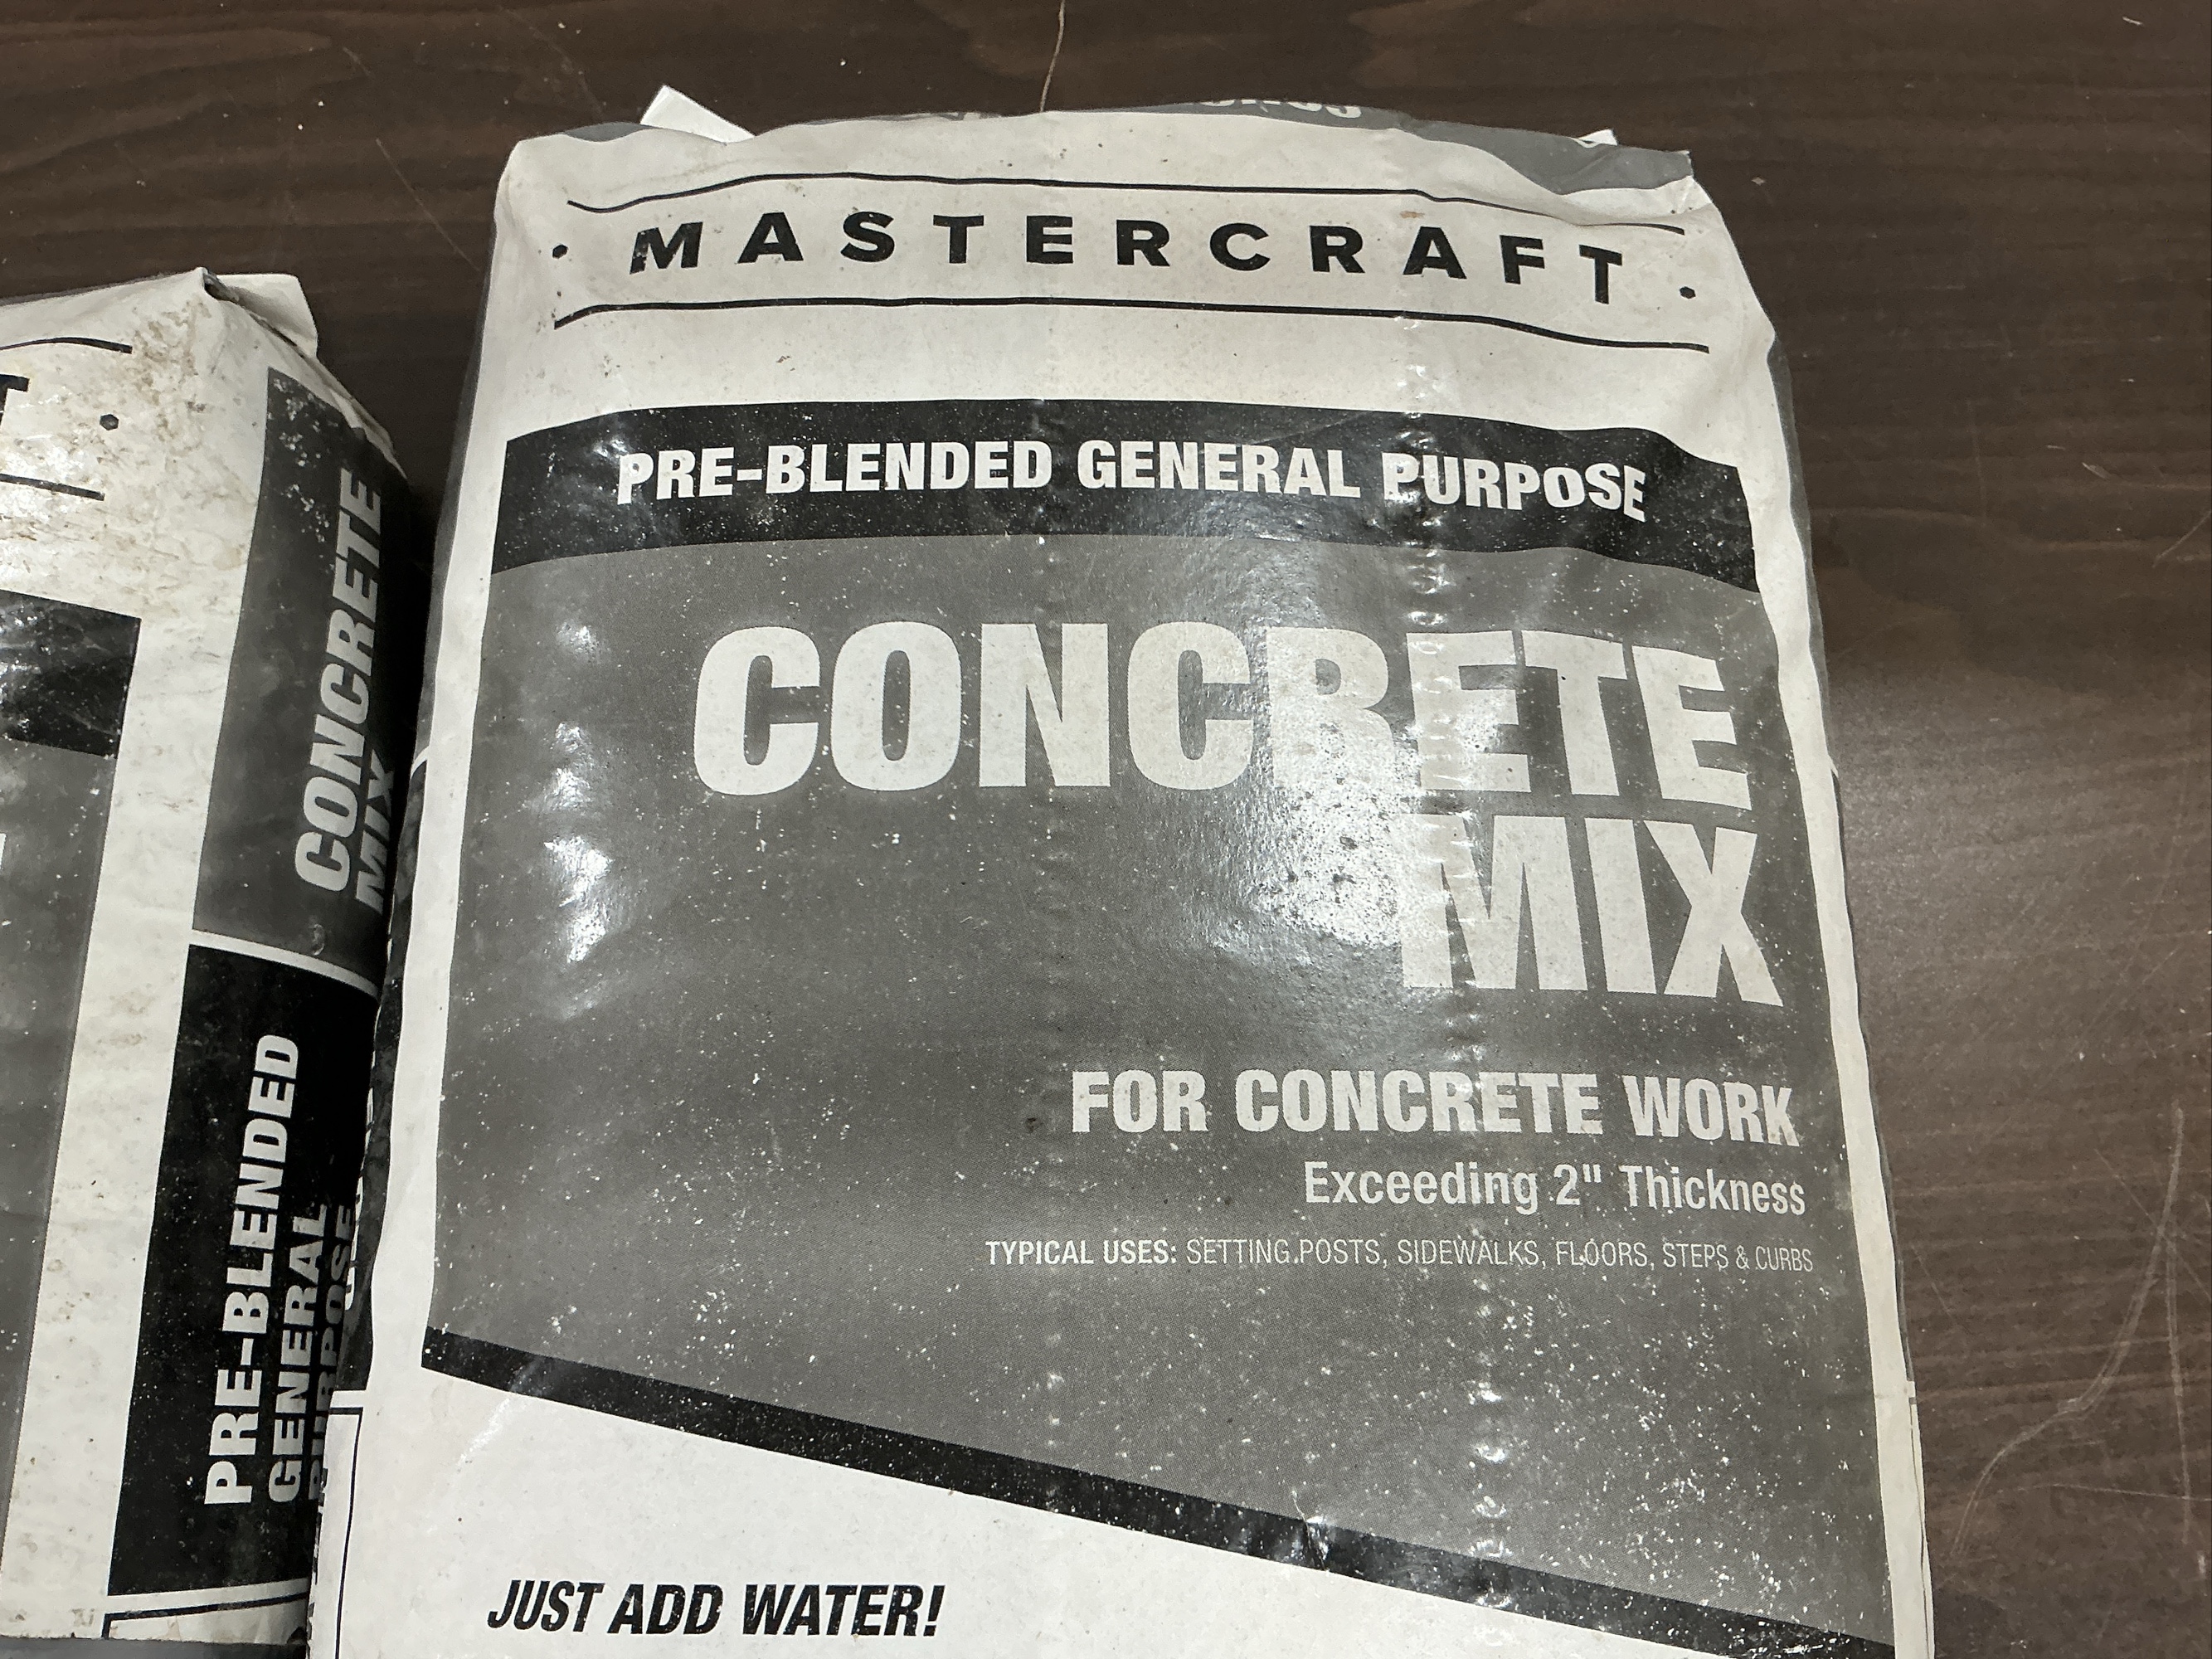 • MASTERCRAFT •
PRE-BLENDED GENERAL PURPOSE
CONCRETE
MIX
FOR CONCRETE WORK
Exceeding 2" Thickness
TYPICAL USES: SETTING POSTS, SIDEWALKS, FLOORS, STEPS & CURBS
JUST ADD WATER!
T •
CONCRETE
MIX
PRE-BLENDED
GENERAL
PURPOSE